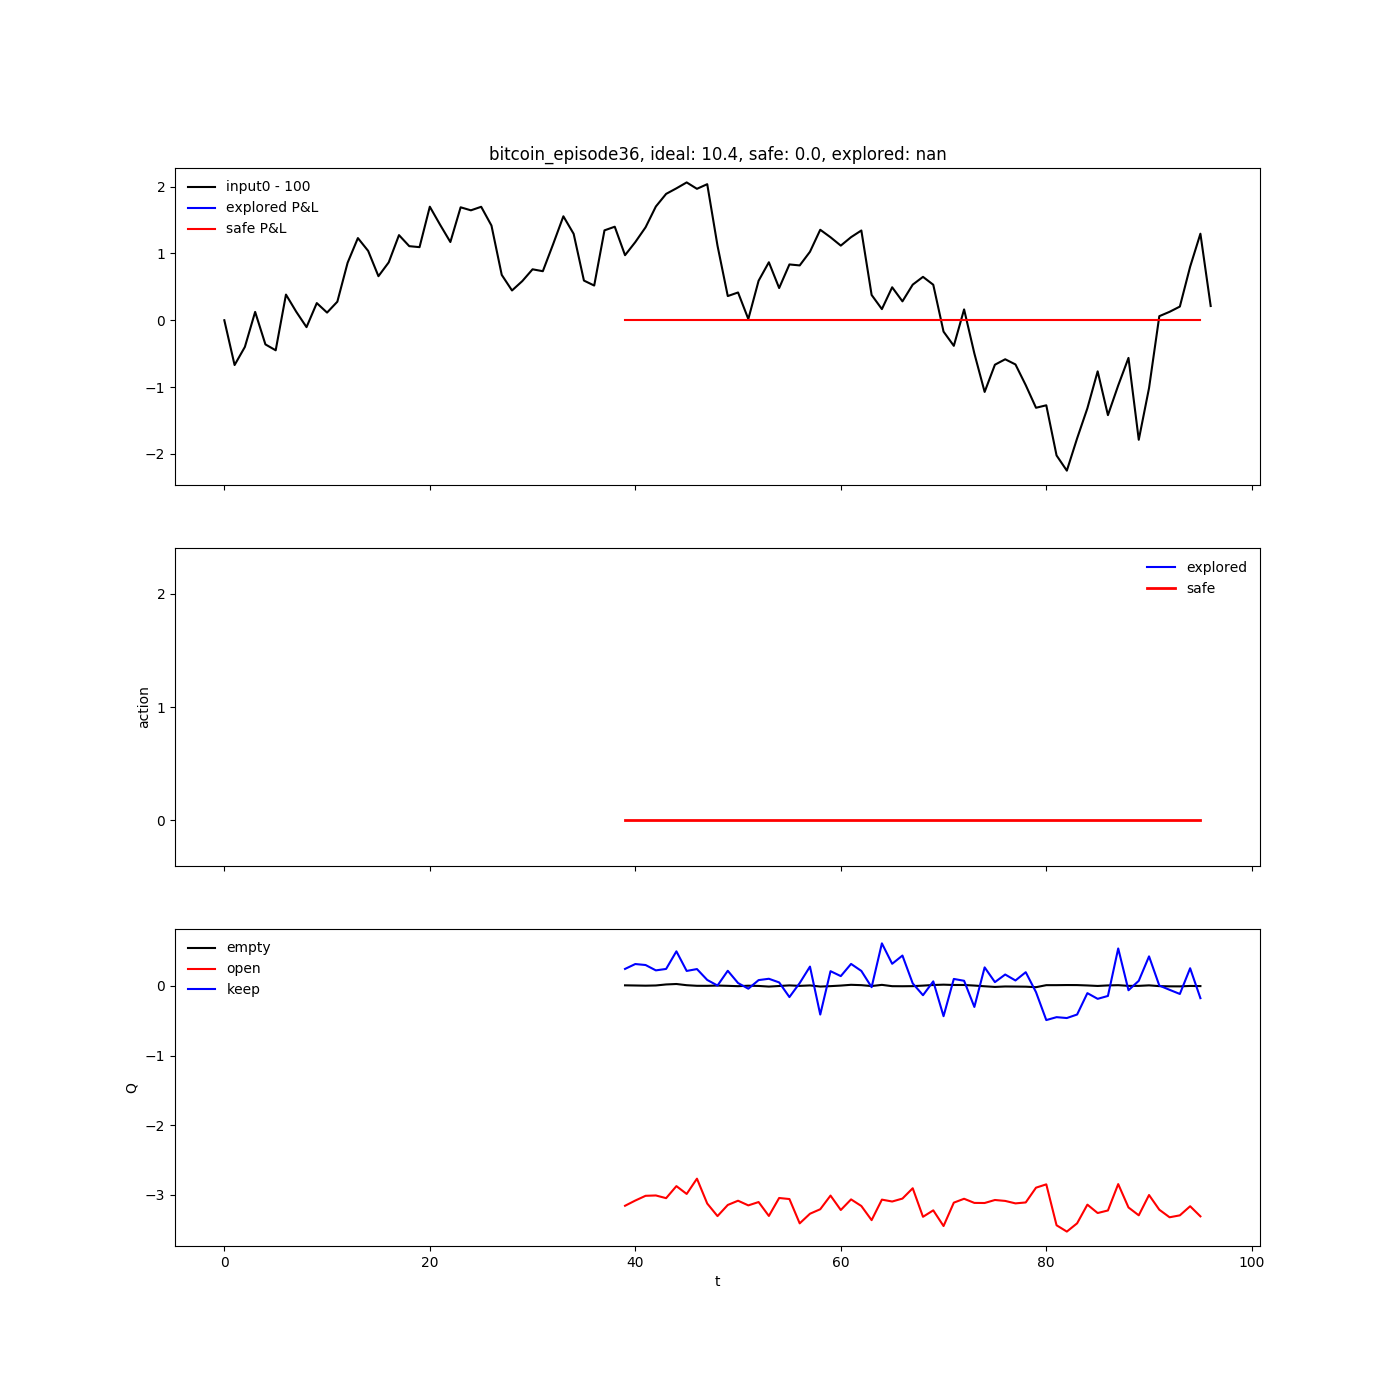 bitcoin_episode36, ideal: 10.4, safe: 0.0, explored: nan
input0 - 100
explored P&L
safe P&L
2
1
0
−1
−2
explored
safe
action
2
1
0
empty
open
keep
Q
0
−1
−2
−3
0 20 40 60 80 100
t